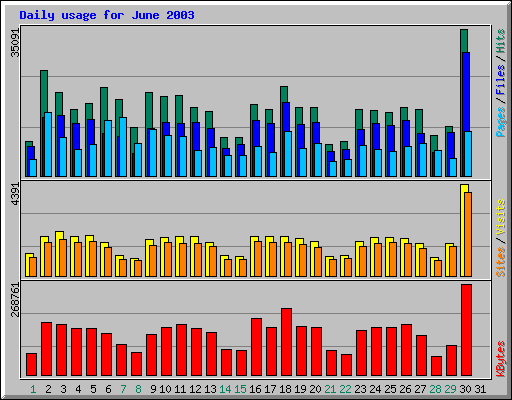 Daily usage for June 2003
35091
Pages / Files / Hits
4391
Sites / Visits
268761
KBytes
1 2 3 4 5 6 7 8 9 10 11 12 13 14 15 16 17 18 19 20 21 22 23 24 25 26 27 28 29 30 31